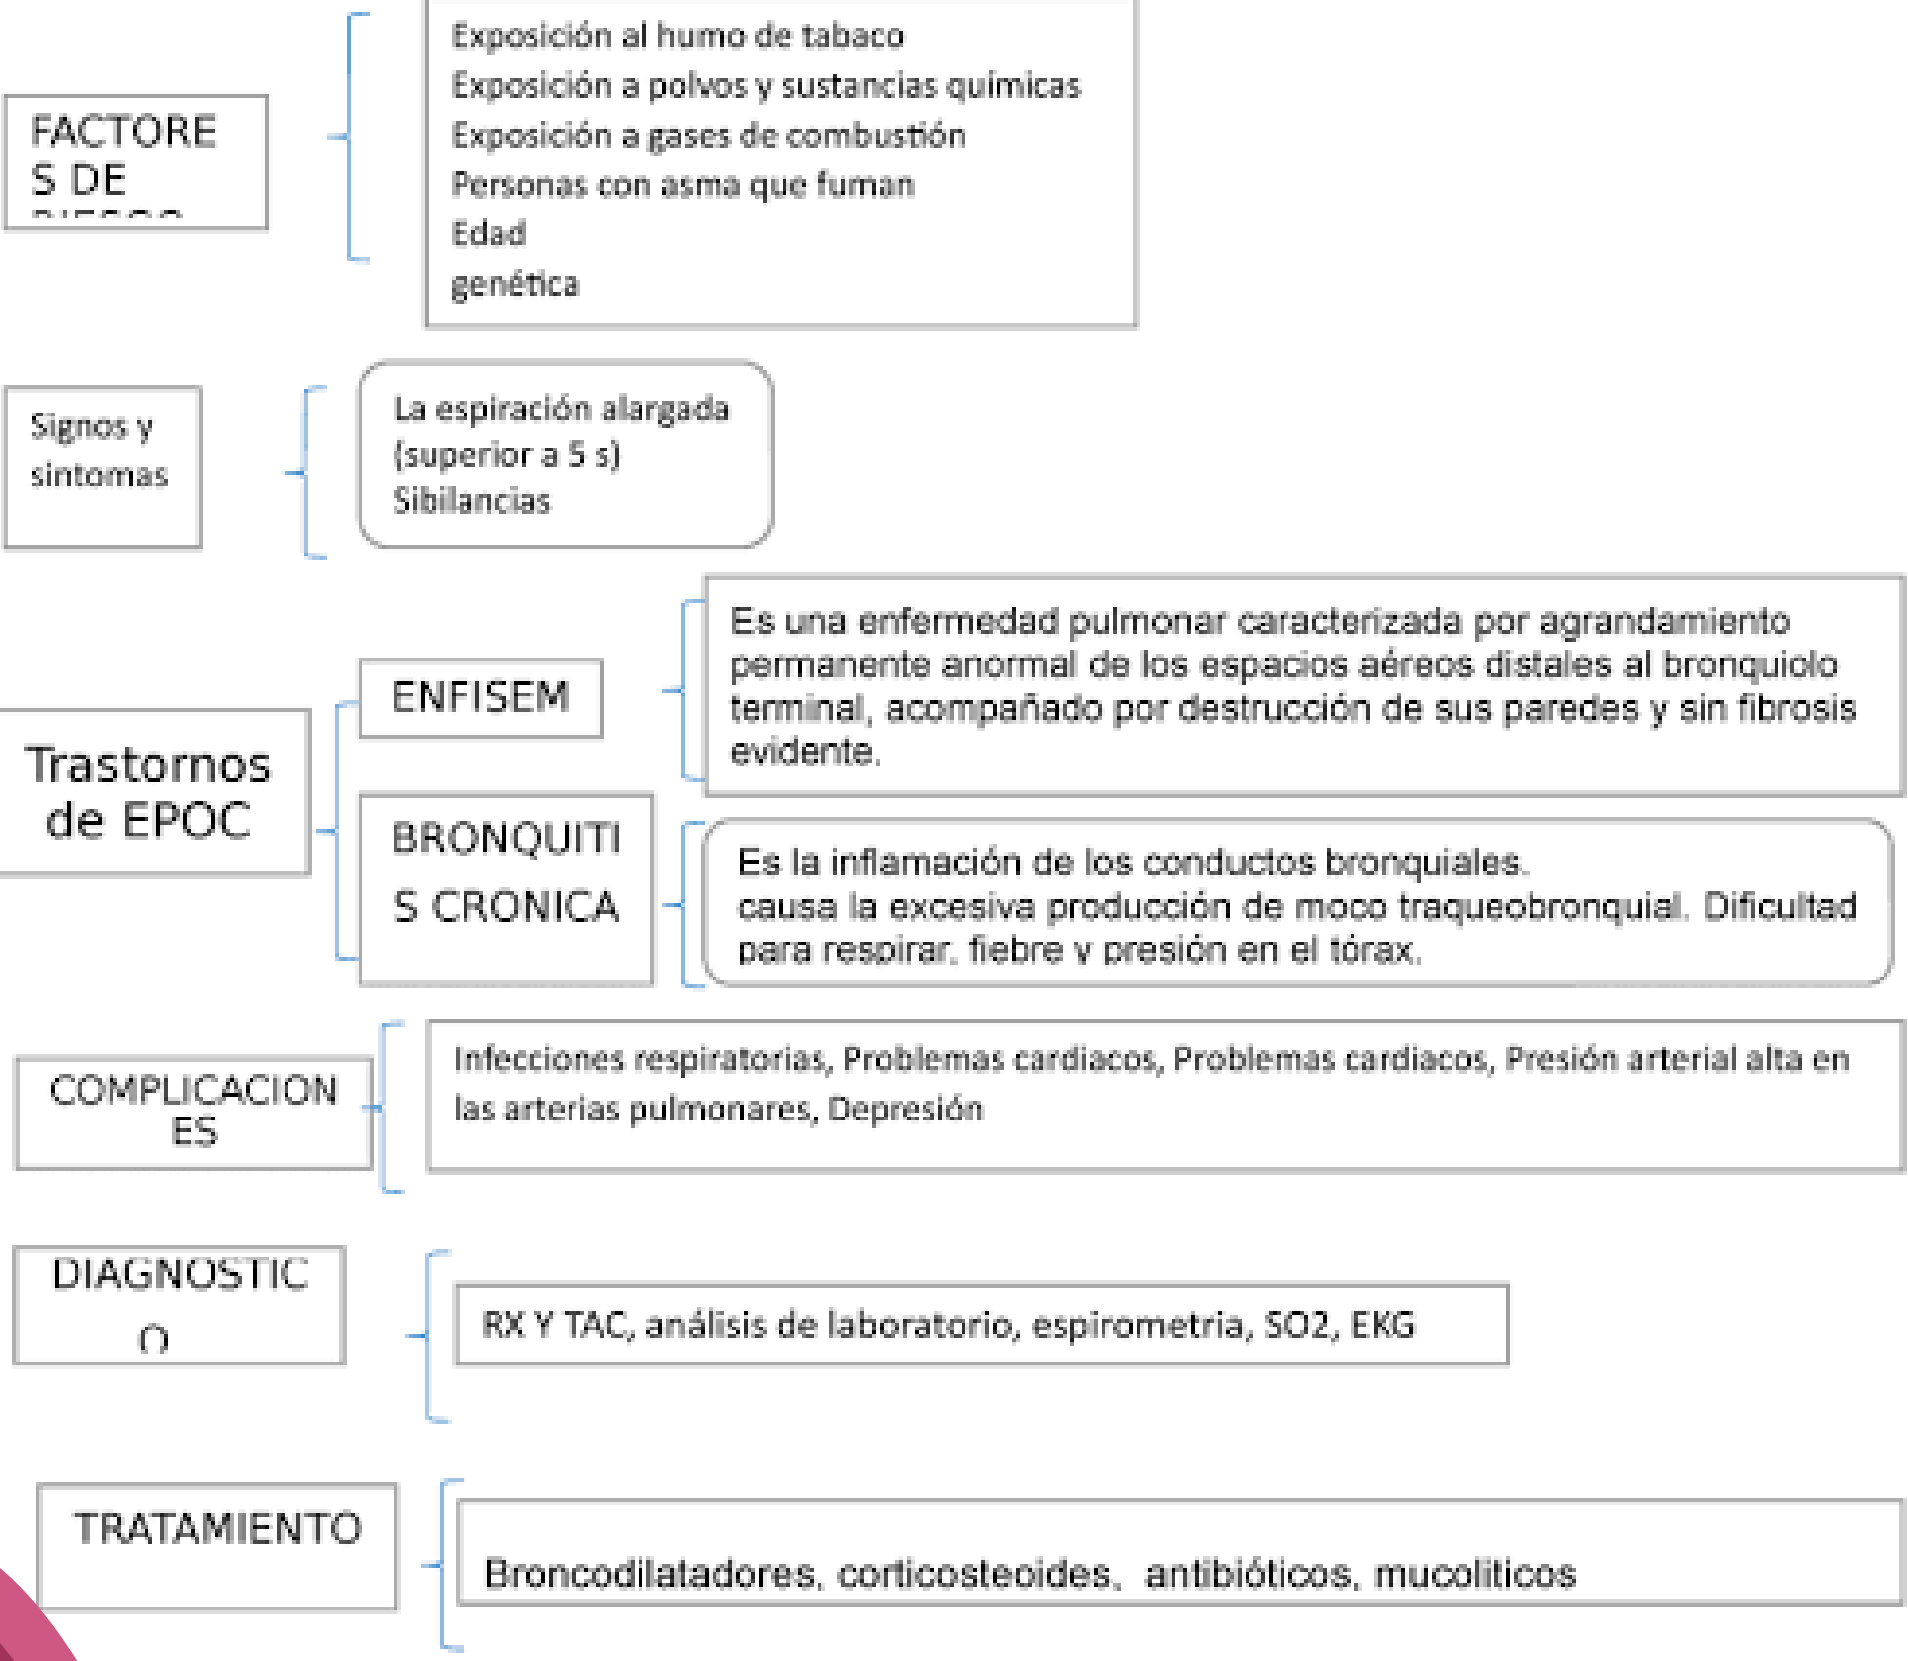 Exposición al humo de tabaco
Exposición a polvos y sustancias químicas
Exposición a gases de combustión
Personas con asma que fuman
Edad
genética
FACTORE
S DE
Signos y
sintomas
La espiración alargada
(superior a 5 s)
Sibilancias
Trastornos
de EPOC
ENFISEM
Es una enfermedad pulmonar caracterizada por agrandamiento
permanente anormal de los espacios aéreos distales al bronquiolo
terminal, acompañado por destrucción de sus paredes y sin fibrosis
evidente.
BRONQUITI
S CRONICA
Es la inflamación de los conductos bronquiales.
causa la excesiva producción de moco traqueobronquial. Dificultad
para respirar, fiebre y presión en el tórax.
COMPLICACION
ES
Infecciones respiratorias, Problemas cardiacos, Problemas cardiacos, Presión arterial alta en
las arterias pulmonares, Depresión
DIAGNOSTIC
O
RX Y TAC, análisis de laboratorio, espirometria, SO2, EKG
TRATAMIENTO
Broncodilatadores, corticosteoides, antibióticos, mucoliticos